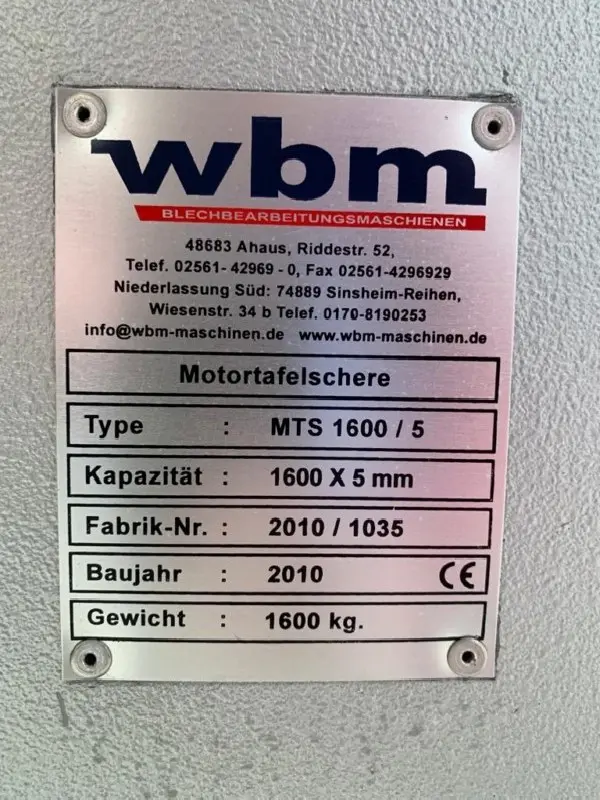 wbm
BLECHBEARBEITUNGSMASCHIENEN
48683 Ahaus, Riddestr. 52,
Telef. 02561- 42969 - 0, Fax 02561-4296929
Niederlassung Süd: 74889 Sinsheim-Reihen,
Wiesenstr. 34 b Telef. 0170-8190253
info@wbm-maschinen.de www.wbm-maschinen.de
Motortafelschere
Type : MTS 1600 / 5
Kapazität : 1600 X 5 mm
Fabrik-Nr. : 2010 / 1035
Baujahr : 2010 CE
Gewicht : 1600 kg.